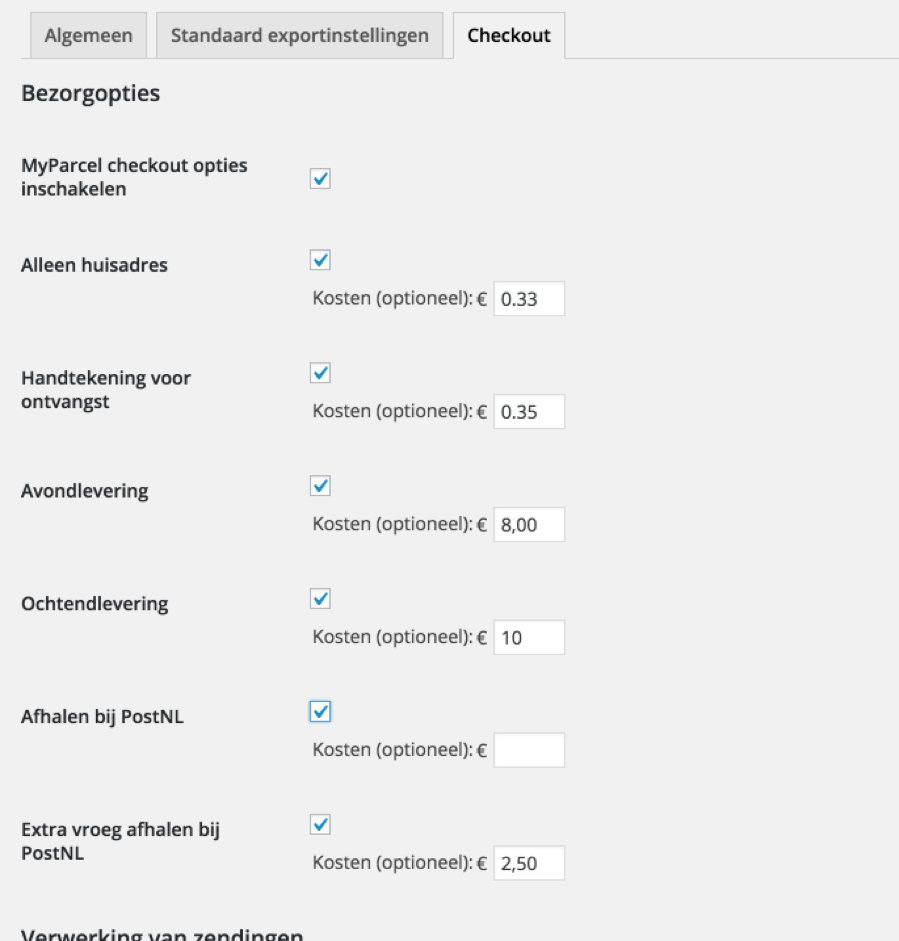 Algemeen
Standaard exportinstellingen
Checkout
Bezorgopties
MyParcel checkout opties
inschakelen
Alleen huisadres
Kosten (optioneel): € 0.33
Handtekening voor
ontvangst
Kosten (optioneel): € 0.35
Avondlevering
Kosten (optioneel): € 8,00
Ochtendlevering
Kosten (optioneel): € 10
Afhalen bij PostNL
Kosten (optioneel): €
Extra vroeg afhalen bij
PostNL
Kosten (optioneel): € 2,50
Verwerking van zendingen